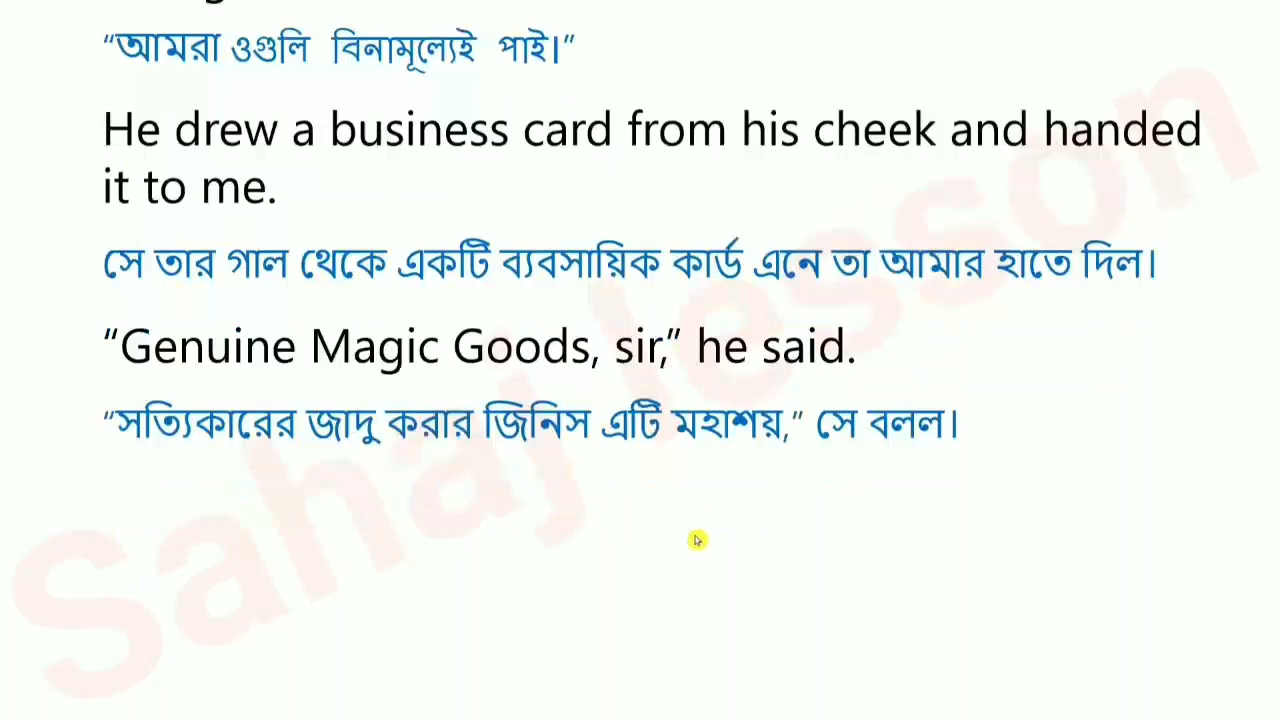 “আমরা ওগুলি বিনামূল্যেই পাই।”
He drew a business card from his cheek and handed
it to me.
সে তার গাল থেকে একটি ব্যবসায়িক কার্ড এনে তা আমার হাতে দিল।
“Genuine Magic Goods, sir,” he said.
“সত্যিকারের জাদু করার জিনিস এটি মহাশয়,” সে বলল।
Sahaj lesson